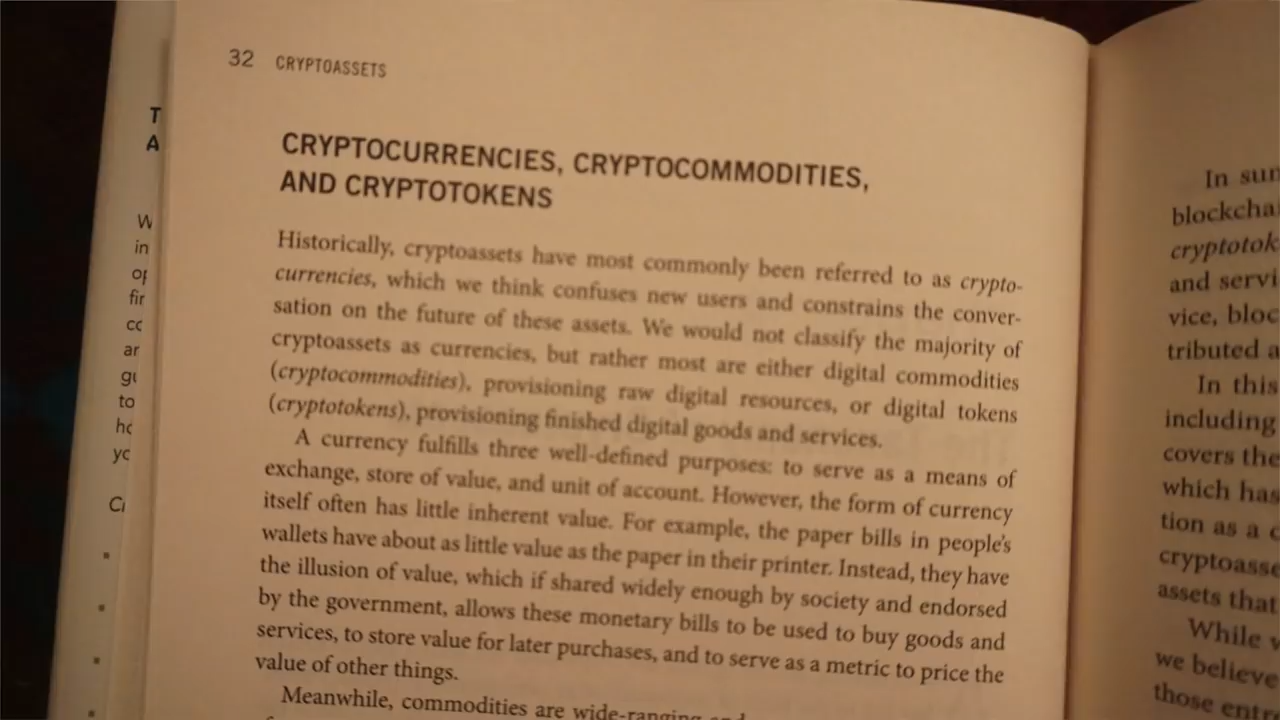 32 CRYPTOASSETS
CRYPTOCURRENCIES, CRYPTOCOMMODITIES,
AND CRYPTOTOKENS
Historically, cryptoassets have most commonly been referred to as crypto-
currencies, which we think confuses new users and constrains the conver-
sation on the future of these assets. We would not classify the majority of
cryptoassets as currencies, but rather most are either digital commodities
(cryptocommodities), provisioning raw digital resources, or digital tokens
(cryptotokens), provisioning finished digital goods and services.
A currency fulfills three well-defined purposes: to serve as a means of
exchange, store of value, and unit of account. However, the form of currency
itself often has little inherent value. For example, the paper bills in people's
wallets have about as little value as the paper in their printer. Instead, they have
the illusion of value, which if shared widely enough by society and endorsed
by the government, allows these monetary bills to be used to buy goods and
services, to store value for later purchases, and to serve as a metric to price the
value of other things.
Meanwhile, commodities are wide-ranging and
T
A
W
in
op
fir
cc
ar
gu
to
ho
yo
•
•
•
•
In sum
blockcha
cryptotok
and servi
vice, bloc
tributed a
In this
including
covers the
which has
tion as a c
cryptoasse
assets that
While
we believe
those entr